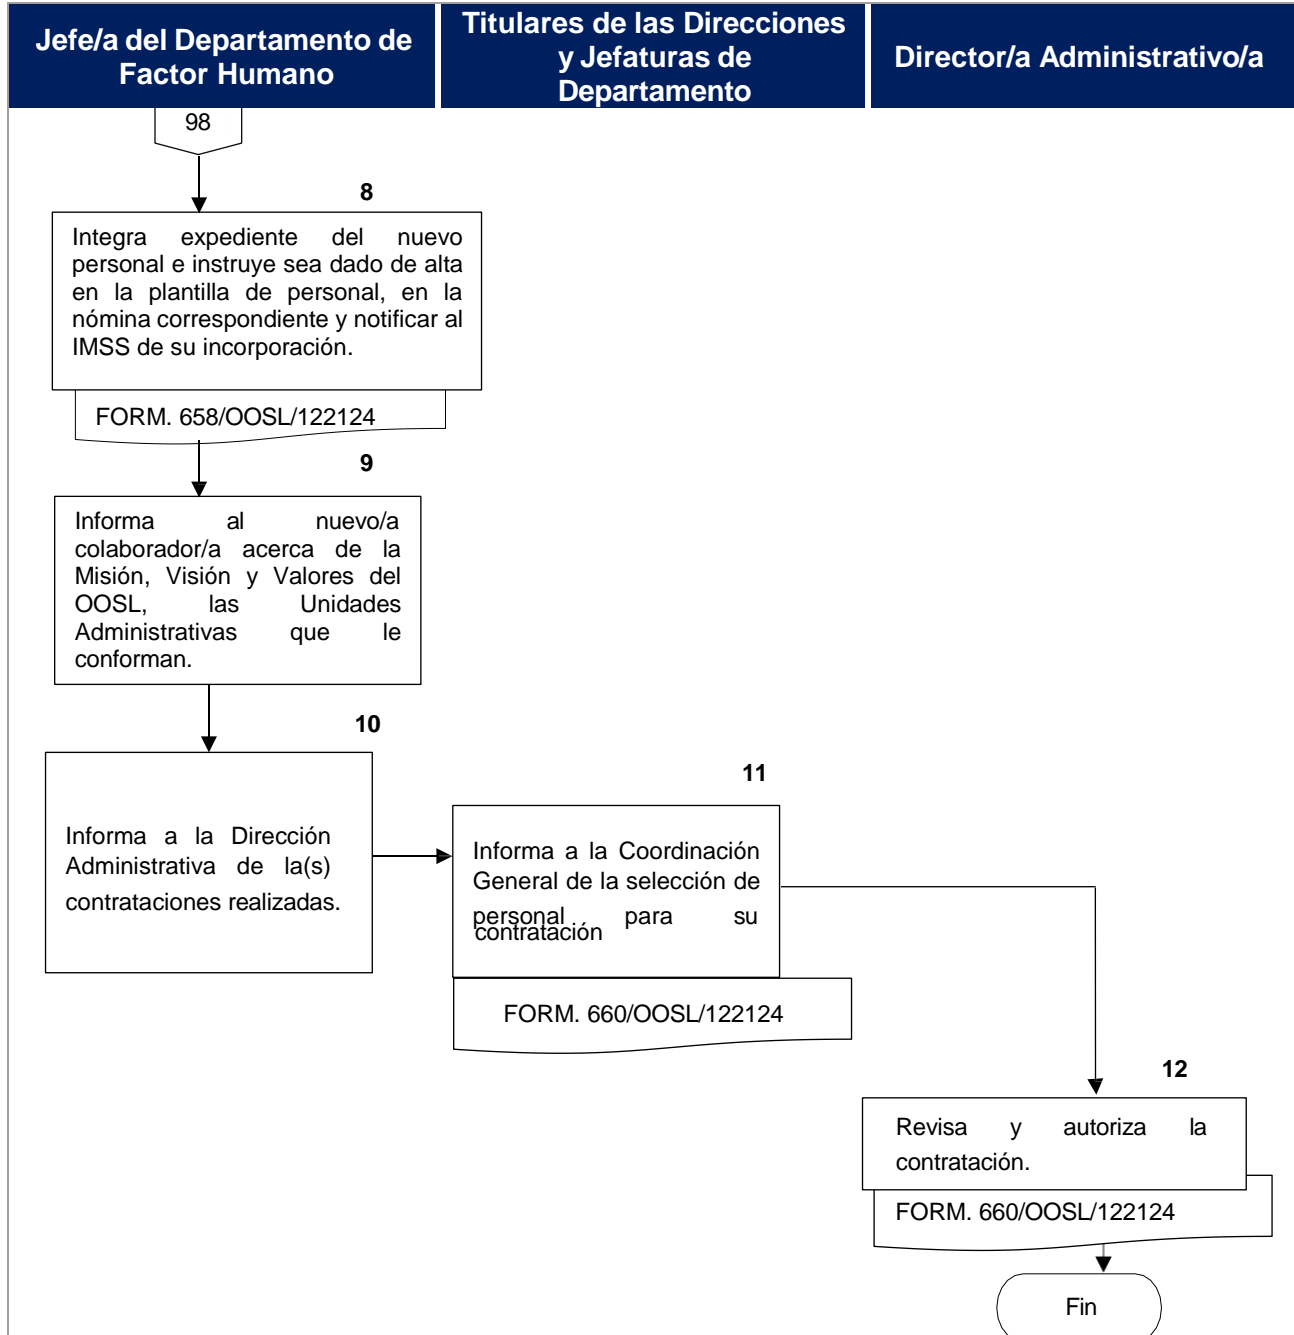 Jefe/a del Departamento de
Factor Humano
Titulares de las Direcciones
y Jefaturas de
Departamento
Director/a Administrativo/a
98
8
Integra expediente del nuevo
personal e instruye sea dado de alta
en la plantilla de personal, en la
nómina correspondiente y notificar al
IMSS de su incorporación.
FORM. 658/OOSL/122124
9
Informa al nuevo/a
colaborador/a acerca de la
Misión, Visión y Valores del
OOSL, las Unidades
Administrativas que le
conforman.
10
Informa a la Dirección
Administrativa de la(s)
contrataciones realizadas.
11
Informa a la Coordinación
General de la selección de
personal para su
contratación
FORM. 660/OOSL/122124
12
Revisa y autoriza la
contratación.
FORM. 660/OOSL/122124
Fin